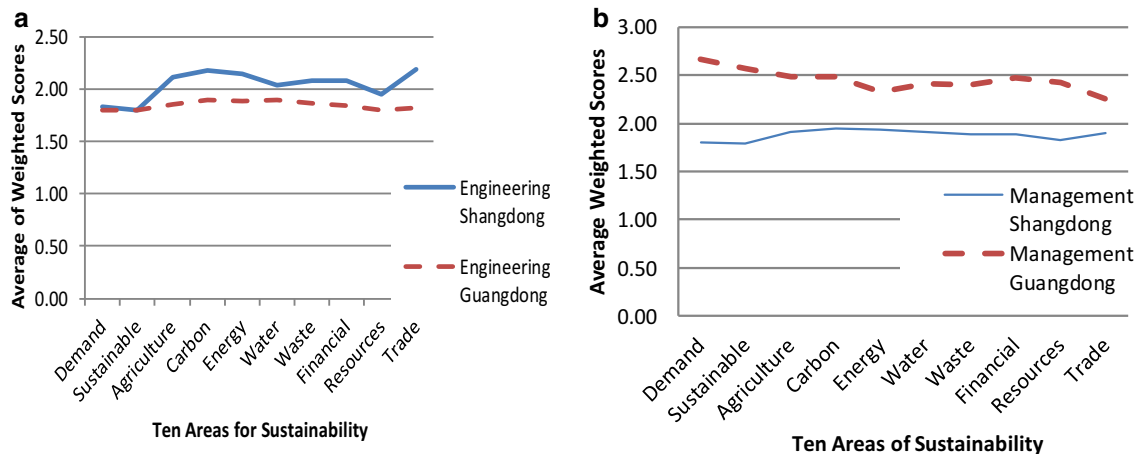 a
Average of Weighted Scores
2.50
2.00
1.50
1.00
0.50
0.00
Engineering
Shangdong
Engineering
Guangdong
Demand
Sustainable
Agriculture
Carbon
Energy
Water
Waste
Financial
Resources
Trade
Ten Areas for Sustainability
b
Average Weighted Scores
3.00
2.50
2.00
1.50
1.00
0.50
0.00
Management
Shangdong
Management
Guangdong
Demand
Sustainable
Agriculture
Carbon
Energy
Water
Waste
Financial
Resources
Trade
Ten Areas of Sustainability